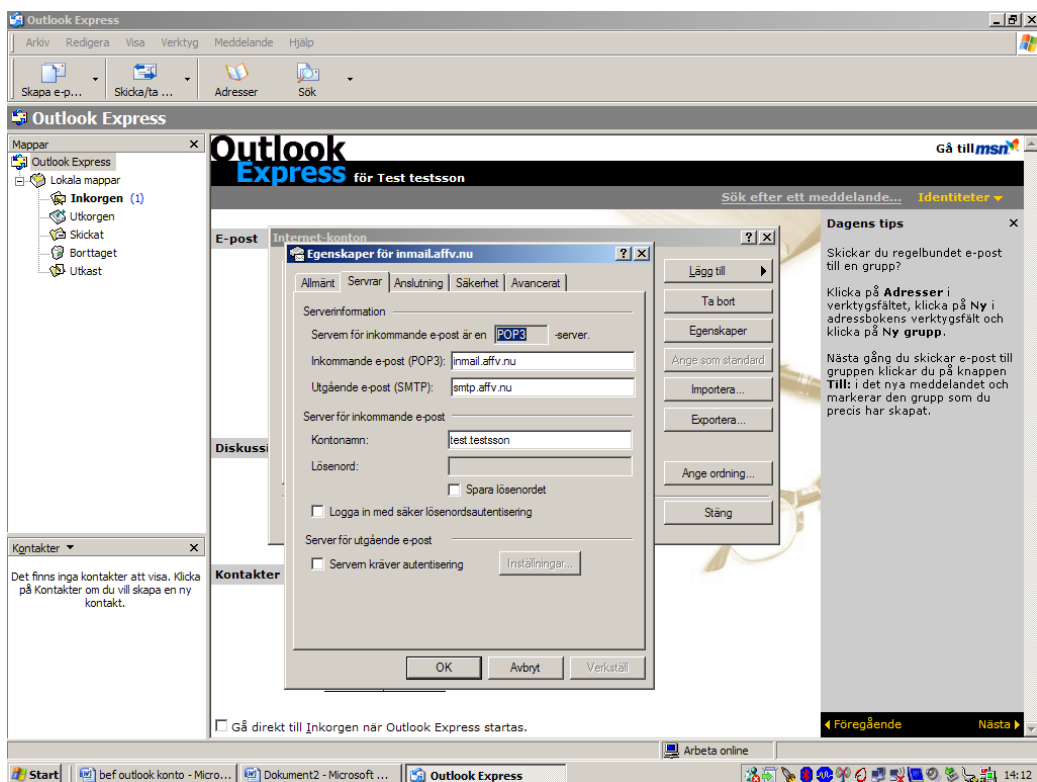 Outlook Express
Arkiv Redigera Visa Verktyg Meddelande Hjälp
Skapa e-p... Skicka/ta ... Adresser Sök
Outlook Express
Mappar
Outlook Express
Lokala mappar
Inkorgen (1)
Utkorgen
Skickat
Borttaget
Utkast
Kontakter
Det finns inga kontakter att visa. Klicka
på Kontakter om du vill skapa en ny
kontakt.
Outlook
Express för Test testsson
Gå till msn
Sök efter ett meddelande... Identiteter
E-post
Diskussi
Kontakter
Internet-konton
Lägg till
Ta bort
Egenskaper
Ange som standard
Importera...
Exportera...
Ange ordning...
Stäng
Egenskaper för inmail.affv.nu
Allmänt Servrar Anslutning Säkerhet Avancerat
Serverinformation
Servern för inkommande e-post är en POP3 -server.
Inkommande e-post (POP3): inmail.affv.nu
Utgående e-post (SMTP): smtp.affv.nu
Server för inkommande e-post
Kontonamn: test.testsson
Lösenord:
Spara lösenordet
Logga in med säker lösenordsautentisering
Server för utgående e-post
Servern kräver autentisering Inställningar...
OK Avbryt Verkställ
Gå direkt till Inkorgen när Outlook Express startas.
Dagens tips
Skickar du regelbundet e-post
till en grupp?
Klicka på Adresser i
verktygsfältet, klicka på Ny i
adressbokens verktygsfält och
klicka på Ny grupp.
Nästa gång du skickar e-post till
gruppen klickar du på knappen
Till: i det nya meddelandet och
markerar den grupp som du
precis har skapat.
Föregående Nästa
Arbeta online
Start bef outlook konto - Micro... Dokument2 - Microsoft ... Outlook Express 14:12